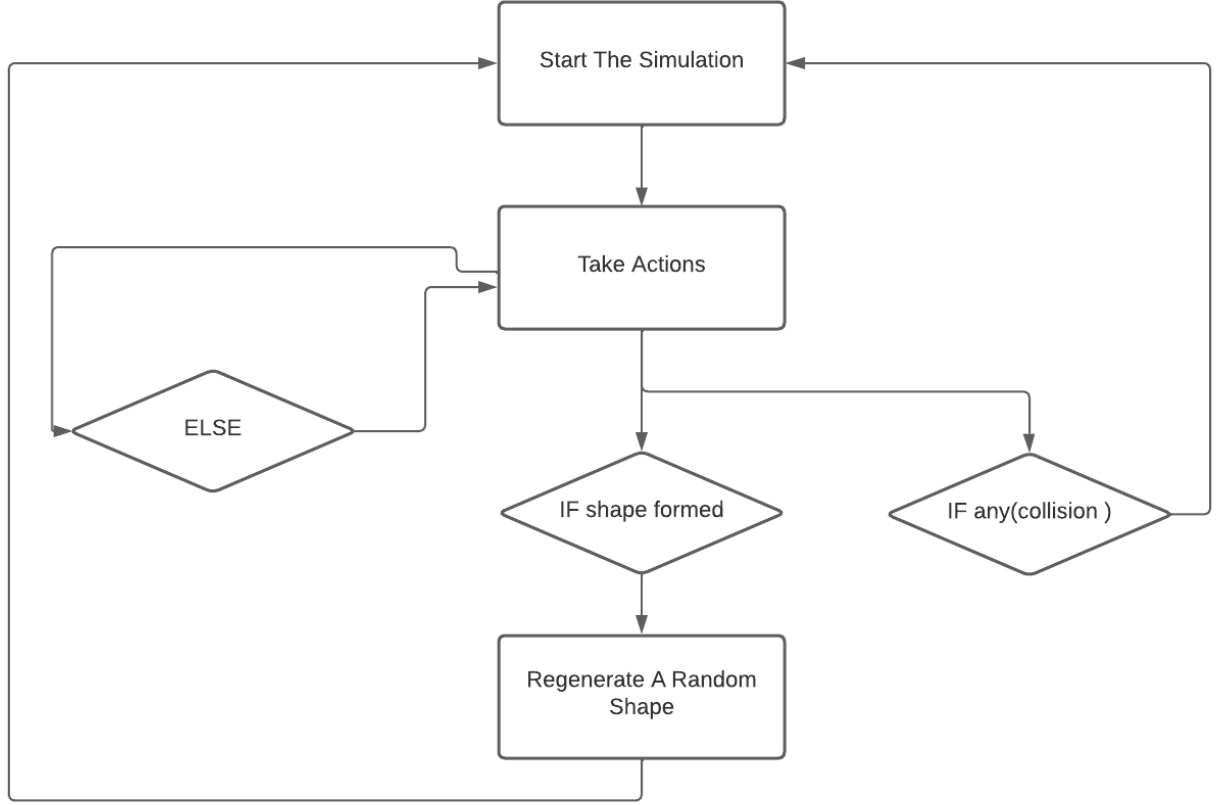 Start The Simulation
Take Actions
ELSE
IF shape formed
IF any(collision )
Regenerate A Random
Shape